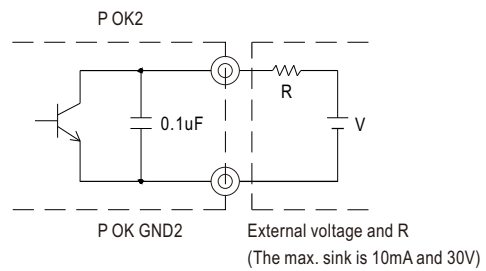 P OK2
R
0.1uF
V
P OK GND2
External voltage and R
(The max. sink is 10mA and 30V)